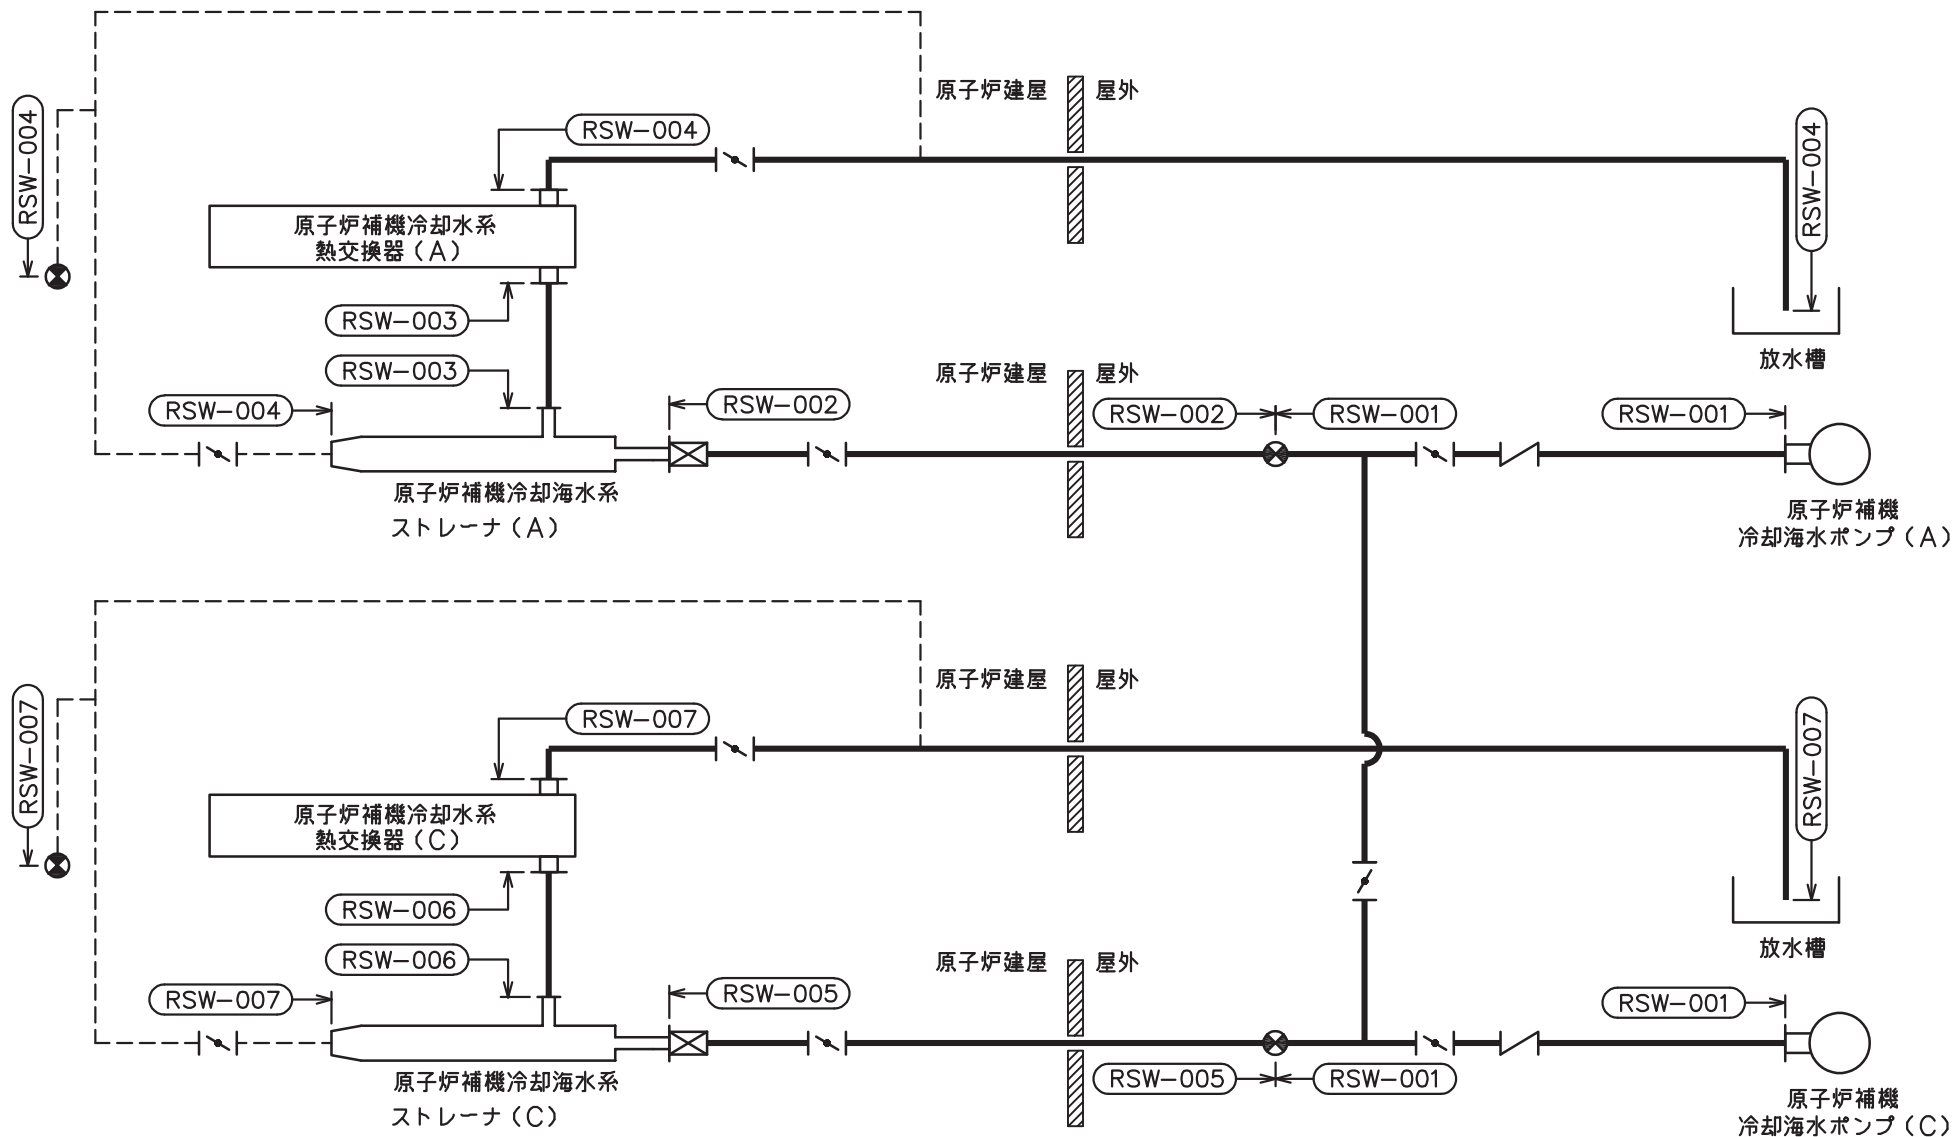 原子炉建屋
屋外
RSW-004
RSW-004
RSW-004
原子炉補機冷却水系
熱交換器(A)
RSW-003
RSW-003
放水槽
原子炉建屋
屋外
RSW-004
RSW-002
RSW-002
RSW-001
RSW-001
原子炉補機冷却海水系
ストレーナ(A)
原子炉補機
冷却海水ポンプ(A)
原子炉建屋
屋外
RSW-007
RSW-007
RSW-007
原子炉補機冷却水系
熱交換器(C)
RSW-006
RSW-006
放水槽
原子炉建屋
屋外
RSW-007
RSW-005
RSW-001
RSW-005
RSW-001
原子炉補機冷却海水系
ストレーナ(C)
原子炉補機
冷却海水ポンプ(C)